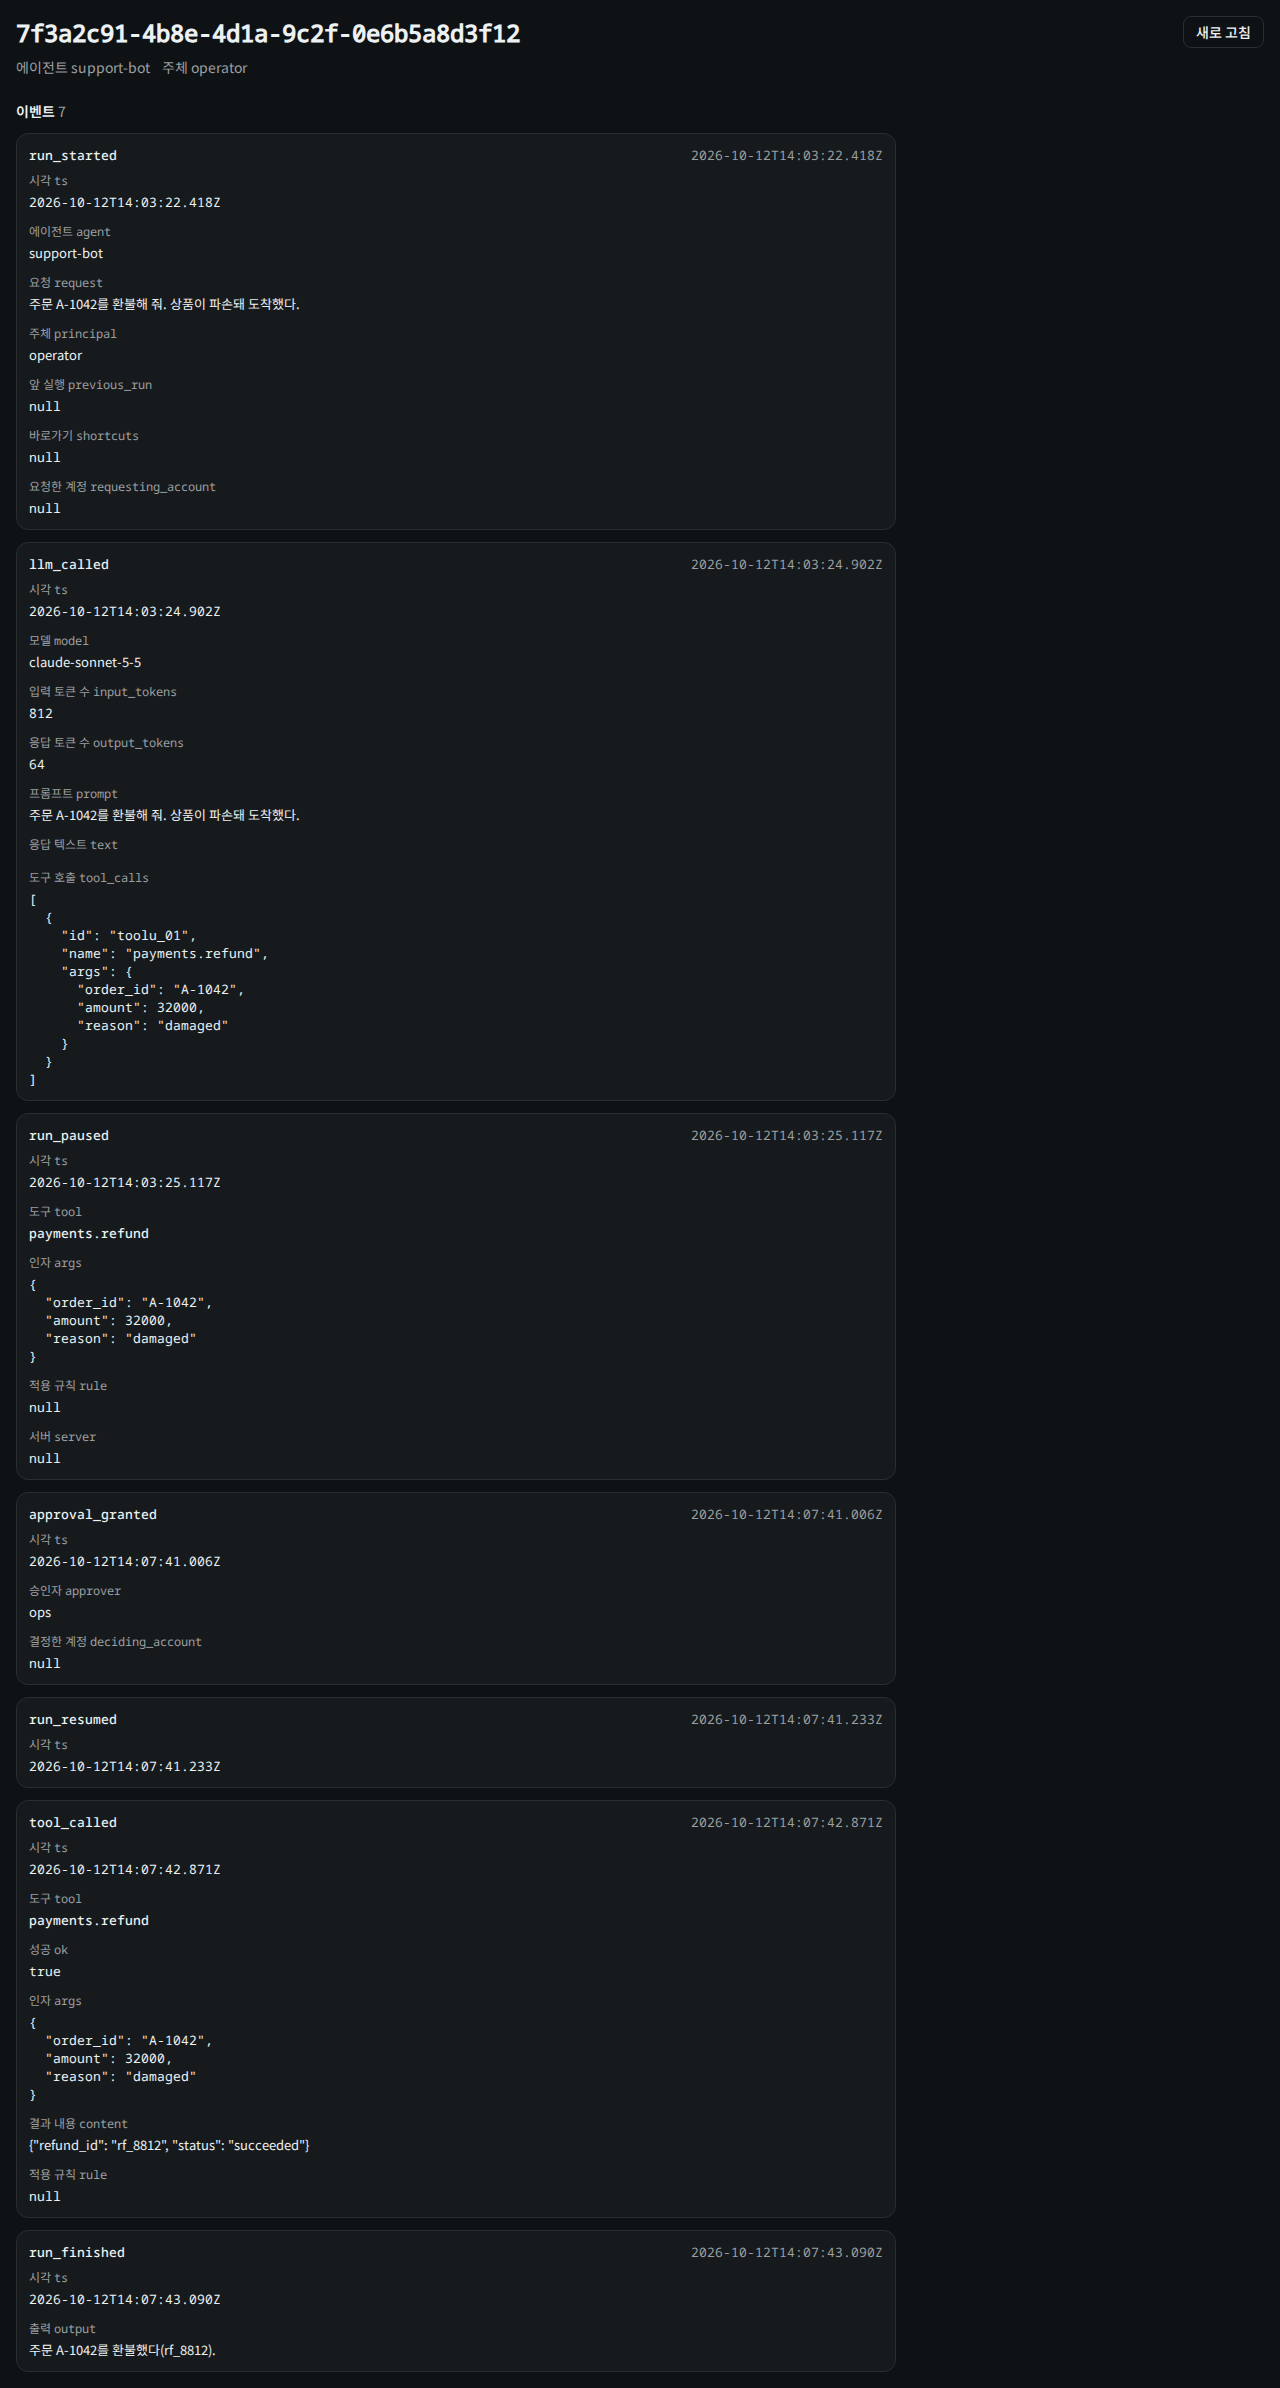 7f3a2c91-4b8e-4d1a-9c2f-0e6b5a8d3f12
새로 고침
에이전트 support-bot 주체 operator
이벤트 7
run_started 2026-10-12T14:03:22.418Z
시각 ts
2026-10-12T14:03:22.418Z
에이전트 agent
support-bot
요청 request
주문 A-1042를 환불해 줘. 상품이 파손돼 도착했다.
주체 principal
operator
앞 실행 previous_run
null
바로가기 shortcuts
null
요청한 계정 requesting_account
null
llm_called 2026-10-12T14:03:24.902Z
시각 ts
2026-10-12T14:03:24.902Z
모델 model
claude-sonnet-5-5
입력 토큰 수 input_tokens
812
응답 토큰 수 output_tokens
64
프롬프트 prompt
주문 A-1042를 환불해 줘. 상품이 파손돼 도착했다.
응답 텍스트 text
도구 호출 tool_calls
[
  {
    "id": "toolu_01",
    "name": "payments.refund",
    "args": {
      "order_id": "A-1042",
      "amount": 32000,
      "reason": "damaged"
    }
  }
]
run_paused 2026-10-12T14:03:25.117Z
시각 ts
2026-10-12T14:03:25.117Z
도구 tool
payments.refund
인자 args
{
  "order_id": "A-1042",
  "amount": 32000,
  "reason": "damaged"
}
적용 규칙 rule
null
서버 server
null
approval_granted 2026-10-12T14:07:41.006Z
시각 ts
2026-10-12T14:07:41.006Z
승인자 approver
ops
결정한 계정 deciding_account
null
run_resumed 2026-10-12T14:07:41.233Z
시각 ts
2026-10-12T14:07:41.233Z
tool_called 2026-10-12T14:07:42.871Z
시각 ts
2026-10-12T14:07:42.871Z
도구 tool
payments.refund
성공 ok
true
인자 args
{
  "order_id": "A-1042",
  "amount": 32000,
  "reason": "damaged"
}
결과 내용 content
{"refund_id": "rf_8812", "status": "succeeded"}
적용 규칙 rule
null
run_finished 2026-10-12T14:07:43.090Z
시각 ts
2026-10-12T14:07:43.090Z
출력 output
주문 A-1042를 환불했다(rf_8812).